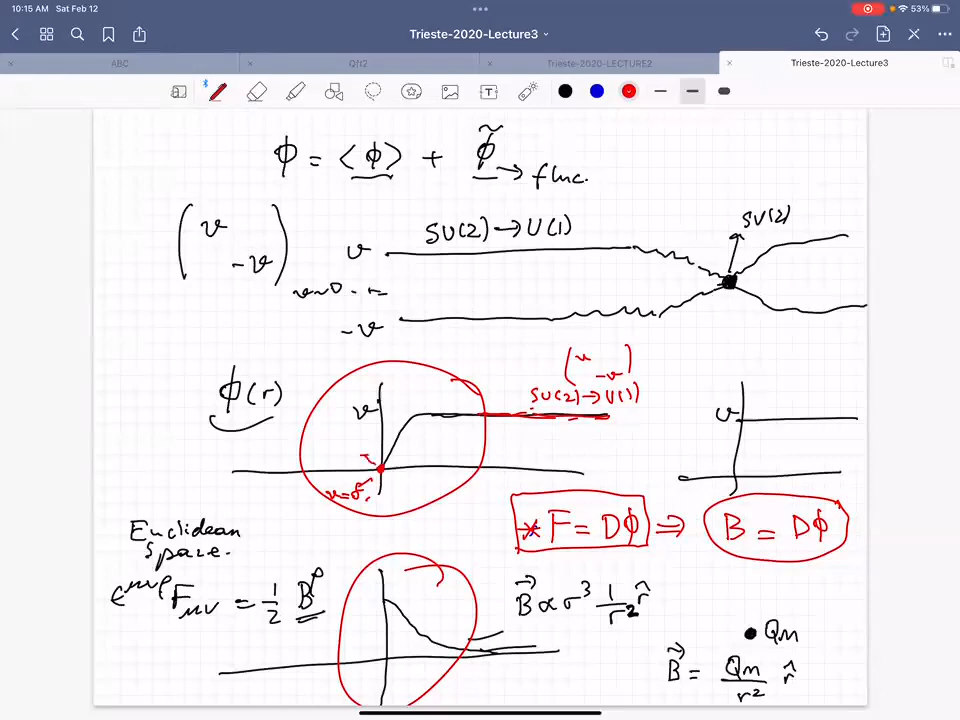 10:15 AM Sat Feb 12
53%
Trieste-2020-Lecture3
ABC
Qft2
Trieste-2020-LECTURE2
Trieste-2020-Lecture3
ϕ = <ϕ> + ϕ̃ → fluc.
v
-v
v
SU(2) → U(1)
SU(2)
-v
ϕ(r)
v
-v
SU(2) → U(1)
v
v
* F = Dϕ ⇒ B = Dϕ
Euclidean
Space.
ϵ^{μνρ} F_{μν} = 1/2 B^ρ
B⃗ ∝ σ³ 1/r² r̂
Qm
B⃗ = Qm/r² r̂